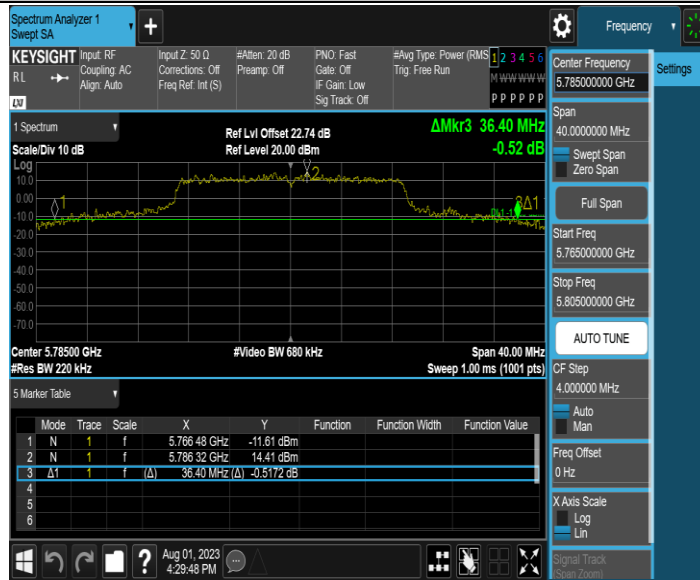 Spectrum Analyzer 1
Swept SA
Frequency
KEYSIGHT
RL
LXI
Input: RF
Coupling: AC
Align: Auto
Input Z: 50 Ω
Corrections: Off
Freq Ref: Int (S)
#Atten: 20 dB
Preamp: Off
PNO: Fast
Gate: Off
IF Gain: Low
Sig Track: Off
#Avg Type: Power (RMS
Trig: Free Run
1 2 3 4 5 6
M W W W W W
P P P P P P
1 Spectrum
Scale/Div 10 dB
Ref Lvl Offset 22.74 dB
Ref Level 20.00 dBm
ΔMkr3 36.40 MHz
-0.52 dB
Log
10.0
0.00
-10.0
-20.0
-30.0
-40.0
-50.0
-60.0
-70.0
1
2
3Δ1
Center 5.78500 GHz
#Video BW 680 kHz
Span 40.00 MHz
#Res BW 220 kHz
Sweep 1.00 ms (1001 pts)
5 Marker Table
Mode Trace Scale X Y Function Function Width Function Value
1 N 1 f 5.766 48 GHz -11.61 dBm
2 N 1 f 5.786 32 GHz 14.41 dBm
3 Δ1 1 f (Δ) 36.40 MHz (Δ) -0.5172 dB
4
5
6
Aug 01, 2023
4:29:48 PM
Center Frequency
5.785000000 GHz
Settings
Span
40.0000000 MHz
Swept Span
Zero Span
Full Span
Start Freq
5.765000000 GHz
Stop Freq
5.805000000 GHz
AUTO TUNE
CF Step
4.000000 MHz
Auto
Man
Freq Offset
0 Hz
X Axis Scale
Log
Lin
Signal Track
(Span Zoom)